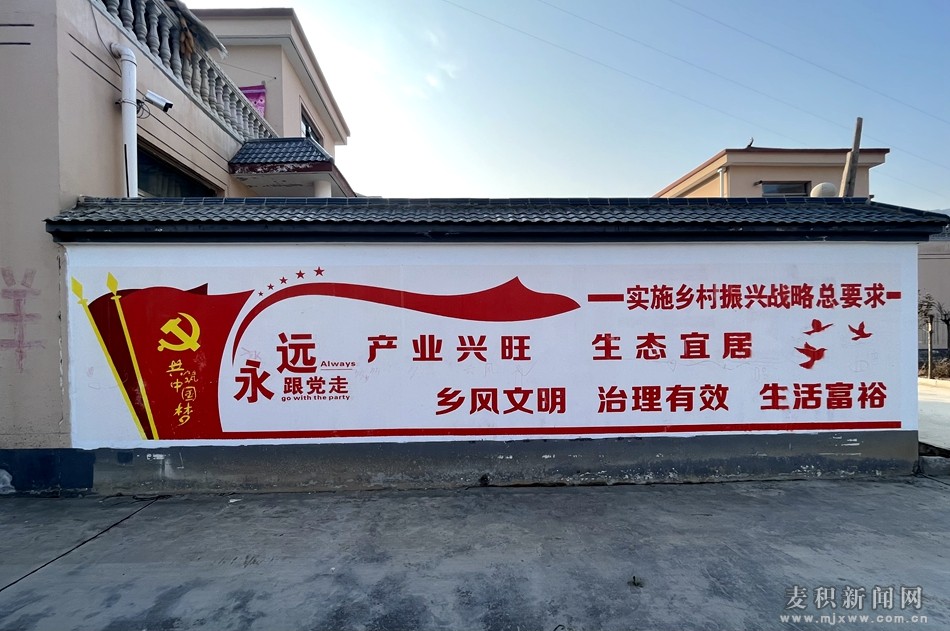 实施乡村振兴战略总要求
永远
Always
跟党走
go with the party
产业兴旺 生态宜居
乡风文明 治理有效 生活富裕
共筑
中国梦
麦积新闻网
www.mjxww.com.cn